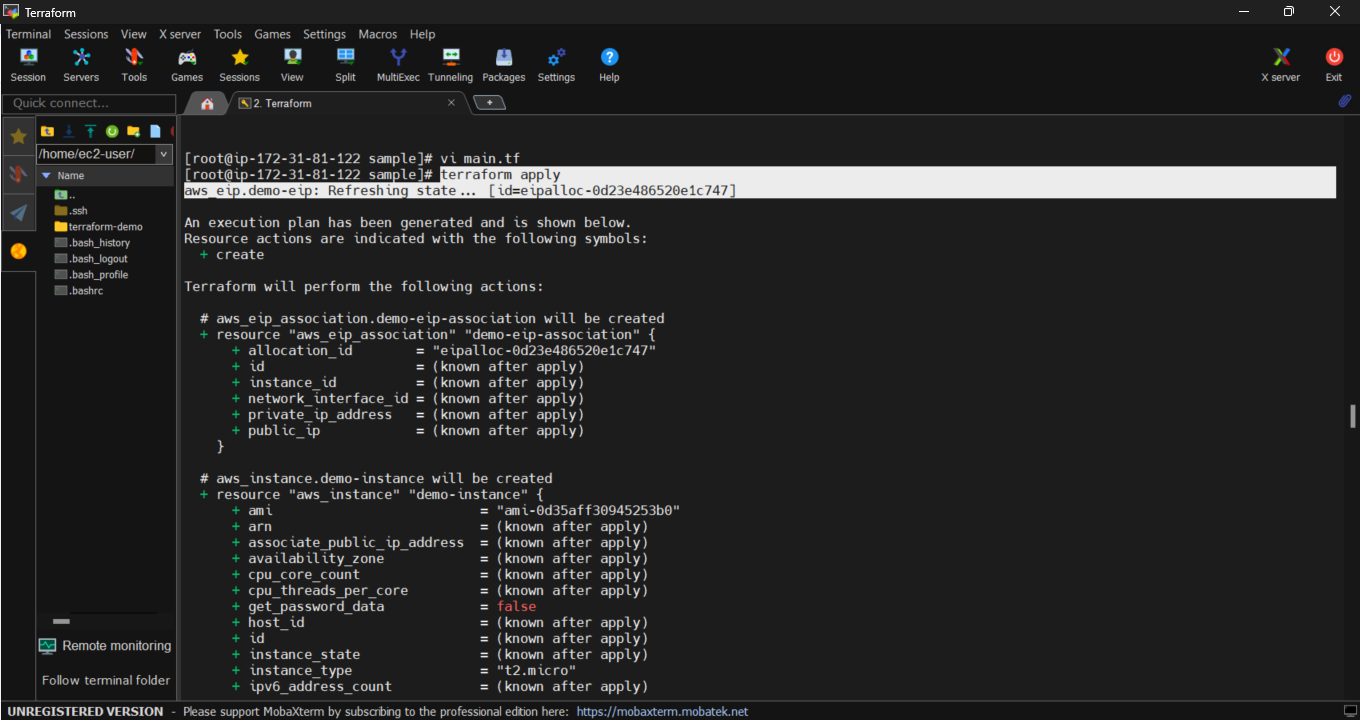 Terraform
Terminal Sessions View X server Tools Games Settings Macros Help
Session Servers Tools Games Sessions View Split MultiExec Tunneling Packages Settings Help X server Exit
Quick connect...
2. Terraform
/home/ec2-user/
Name
..
.ssh
terraform-demo
.bash_history
.bash_logout
.bash_profile
.bashrc
Remote monitoring
Follow terminal folder
[root@ip-172-31-81-122 sample]# vi main.tf
[root@ip-172-31-81-122 sample]# terraform apply
aws_eip.demo-eip: Refreshing state... [id=eipalloc-0d23e486520e1c747]
An execution plan has been generated and is shown below.
Resource actions are indicated with the following symbols:
+ create
Terraform will perform the following actions:
# aws_eip_association.demo-eip-association will be created
+ resource "aws_eip_association" "demo-eip-association" {
+ allocation_id = "eipalloc-0d23e486520e1c747"
+ id = (known after apply)
+ instance_id = (known after apply)
+ network_interface_id = (known after apply)
+ private_ip_address = (known after apply)
+ public_ip = (known after apply)
}
# aws_instance.demo-instance will be created
+ resource "aws_instance" "demo-instance" {
+ ami = "ami-0d35aff30945253b0"
+ arn = (known after apply)
+ associate_public_ip_address = (known after apply)
+ availability_zone = (known after apply)
+ cpu_core_count = (known after apply)
+ cpu_threads_per_core = (known after apply)
+ get_password_data = false
+ host_id = (known after apply)
+ id = (known after apply)
+ instance_state = (known after apply)
+ instance_type = "t2.micro"
+ ipv6_address_count = (known after apply)
UNREGISTERED VERSION - Please support MobaXterm by subscribing to the professional edition here: https://mobaxterm.mobatek.net